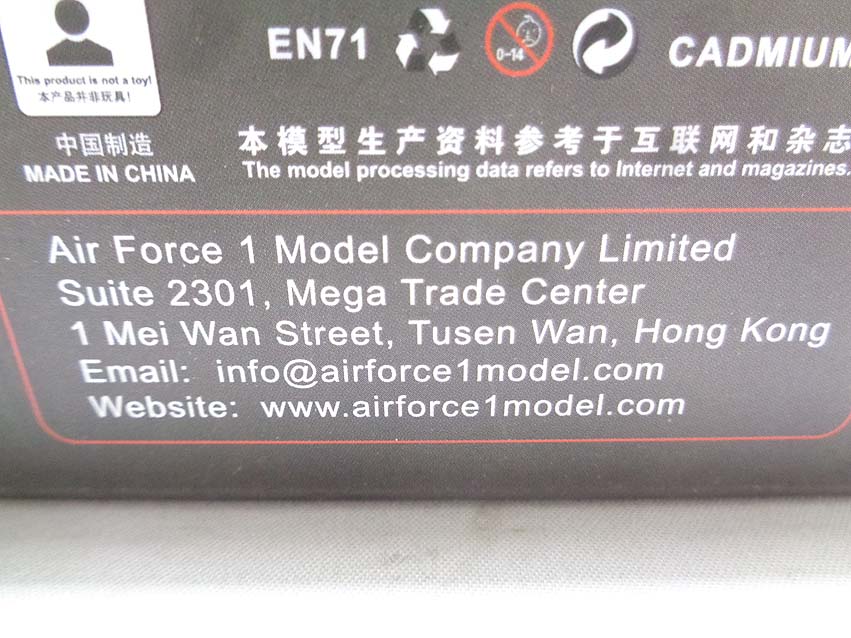 EN71
0-14
CADMIUM
This product is not a toy!
本产品并非玩具!
中国制造
MADE IN CHINA
本模型生产资料参考于互联网和杂志
The model processing data refers to Internet and magazines.
Air Force 1 Model Company Limited
Suite 2301, Mega Trade Center
1 Mei Wan Street, Tusen Wan, Hong Kong
Email: info@airforce1model.com
Website: www.airforce1model.com